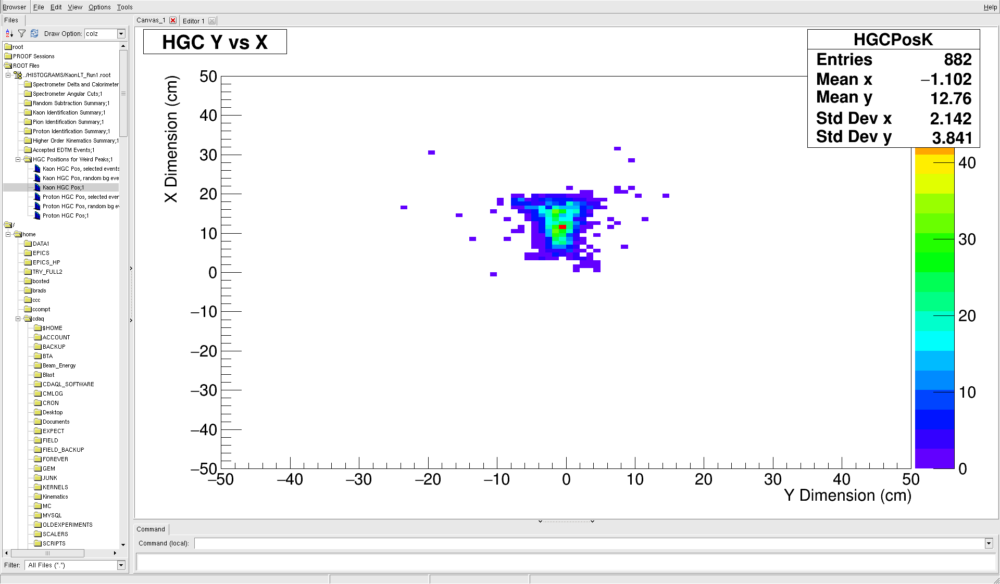 Browser File Edit View Options Tools Help
Files
Canvas_1 Editor 1
Draw Option: colz
root
PROOF Sessions
ROOT Files
../HISTOGRAMS/KaonLT_Run1.root
Spectrometer Delta and Calorimeter
Spectrometer Angular Cuts;1
Random Subtraction Summary;1
Kaon Identification Summary;1
Pion Identification Summary;1
Proton Identification Summary;1
Higher Order Kinematics Summary;1
Accepted EDTM Events;1
HGC Positions for Weird Peaks;1
Kaon HGC Pos, selected events
Kaon HGC Pos, random bg eve
Kaon HGC Pos;1
Proton HGC Pos, selected even
Proton HGC Pos, random bg ev
Proton HGC Pos;1
/
home
DATA1
EPICS
EPICS_HP
TRY_FULL2
bosted
brads
ccc
ccompt
cdaq
$HOME
ACCOUNT
BACKUP
BTA
Beam_Energy
Blast
CDAQL_SOFTWARE
CMLOG
CRON
Desktop
Documents
EXPECT
FIELD
FIELD_BACKUP
FOREVER
GEM
JUNK
KERNELS
Kinematics
MC
MYSQL
OLDEXPERIMENTS
SCALERS
SCRIPTS
Filter: All Files (*.*)
HGC Y vs X
HGCPosK
Entries 882
Mean x −1.102
Mean y 12.76
Std Dev x 2.142
Std Dev y 3.841
X Dimension (cm)
50
40
30
20
10
0
−10
−20
−30
−40
−50
−50 −40 −30 −20 −10 0 10 20 30 40 50
Y Dimension (cm)
40
30
20
10
0
Command
Command (local):